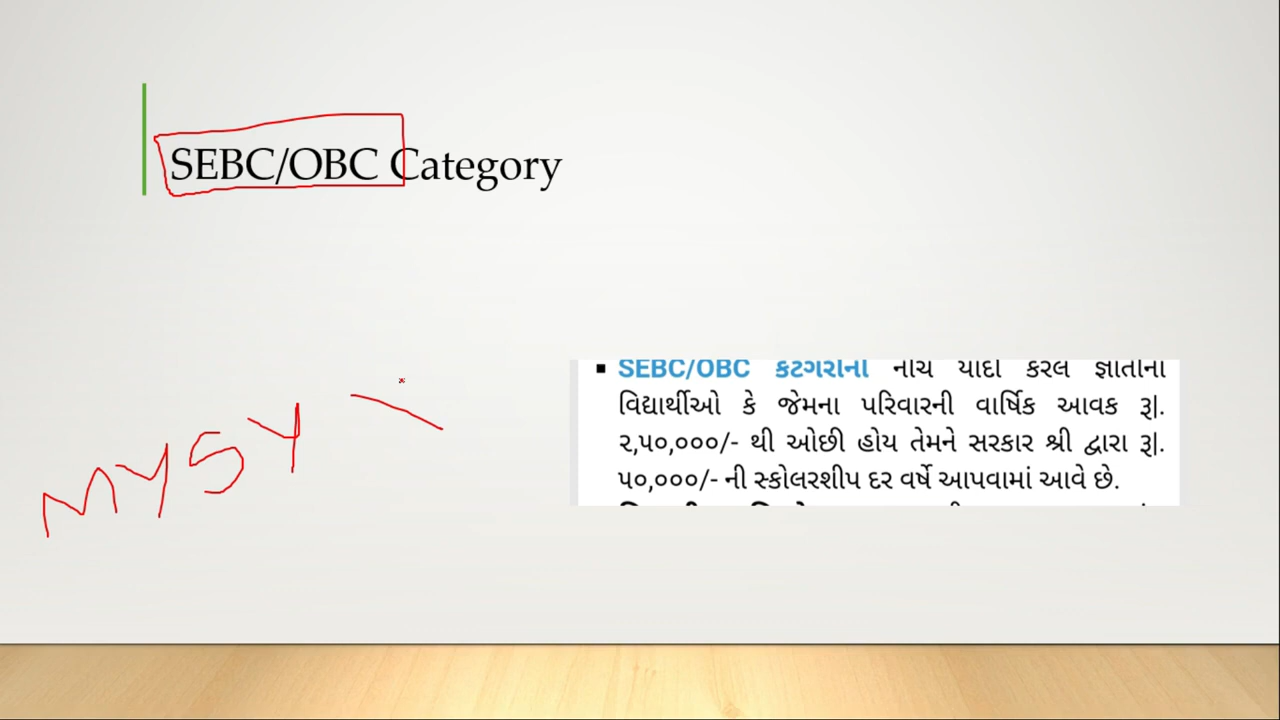 SEBC/OBC Category
MYSY
▪ SEBC/OBC કેટેગરીની નીચે યાદી કરેલ જ્ઞાતીના
વિદ્યાર્થીઓ કે જેમના પરિવારની વાર્ષિક આવક રૂ|.
૨,૫૦,૦૦૦/- થી ઓછી હોય તેમને સરકાર શ્રી દ્વારા રૂ|.
૫૦,૦૦૦/- ની સ્કોલરશીપ દર વર્ષે આપવામાં આવે છે.